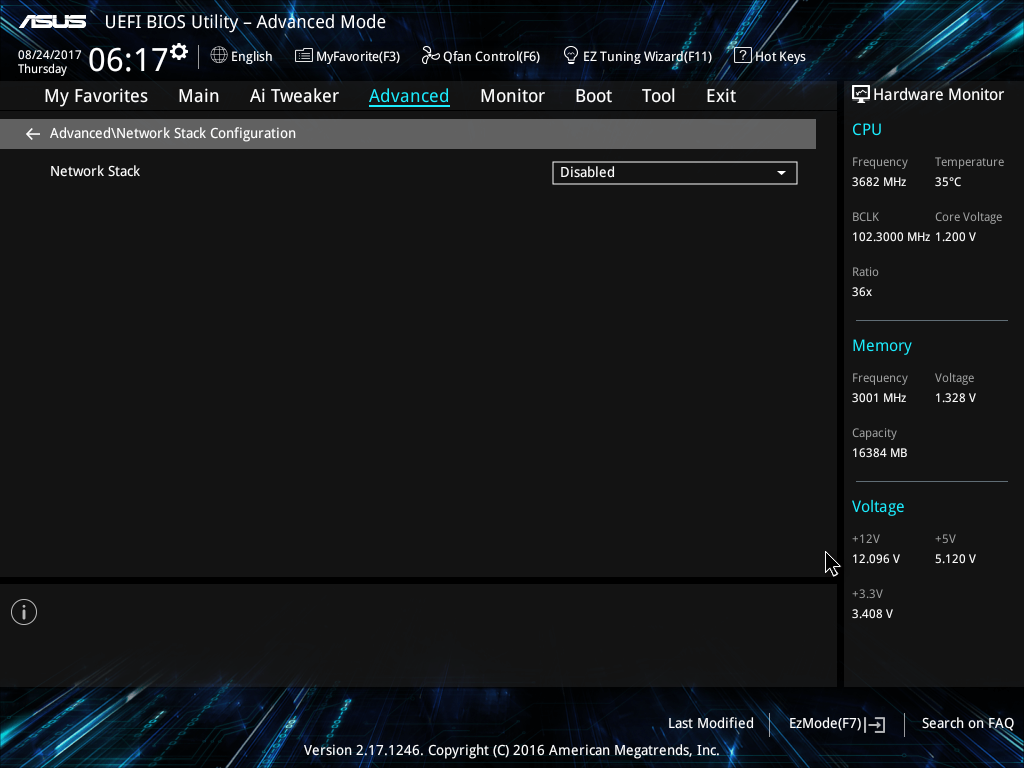 ASUS UEFI BIOS Utility – Advanced Mode
08/24/2017 Thursday 06:17 English MyFavorite(F3) Qfan Control(F6) EZ Tuning Wizard(F11) ? Hot Keys
My Favorites Main Ai Tweaker Advanced Monitor Boot Tool Exit
← Advanced\Network Stack Configuration
Network Stack Disabled
i
Hardware Monitor
CPU
Frequency Temperature
3682 MHz 35°C
BCLK Core Voltage
102.3000 MHz 1.200 V
Ratio
36x
Memory
Frequency Voltage
3001 MHz 1.328 V
Capacity
16384 MB
Voltage
+12V +5V
12.096 V 5.120 V
+3.3V
3.408 V
Last Modified EzMode(F7) Search on FAQ
Version 2.17.1246. Copyright (C) 2016 American Megatrends, Inc.